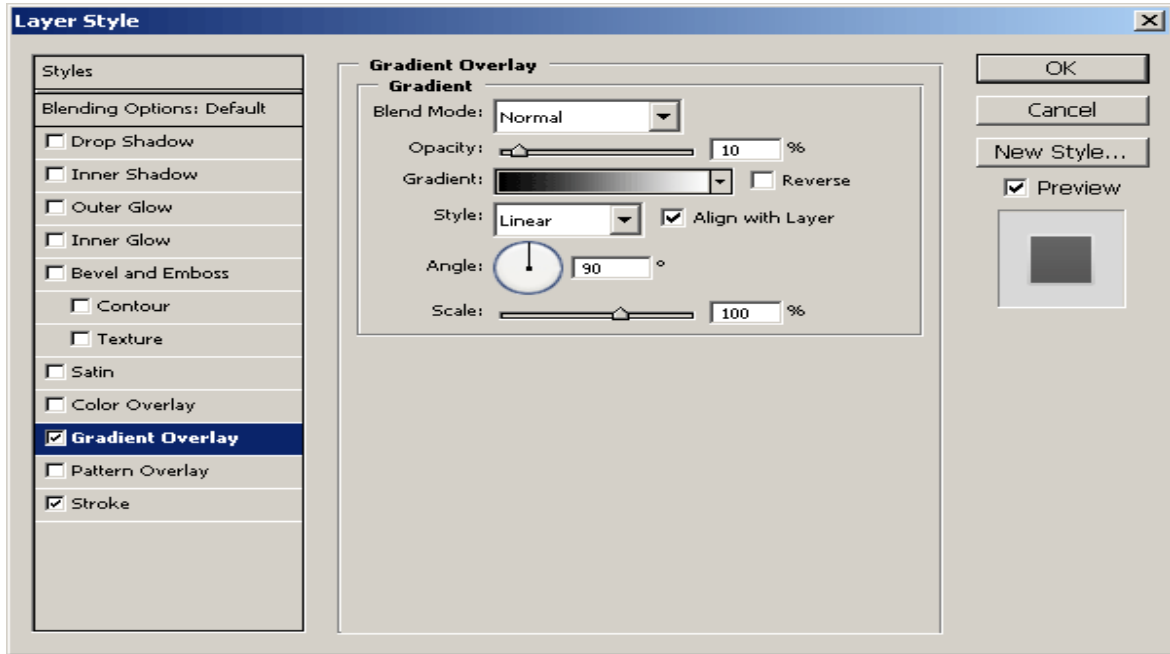 Layer Style
Styles
Blending Options: Default
Drop Shadow
Inner Shadow
Outer Glow
Inner Glow
Bevel and Emboss
Contour
Texture
Satin
Color Overlay
Gradient Overlay
Pattern Overlay
Stroke
Gradient Overlay
Gradient
Blend Mode: Normal
Opacity: 10 %
Gradient: Reverse
Style: Linear Align with Layer
Angle: 90 °
Scale: 100 %
OK
Cancel
New Style...
Preview